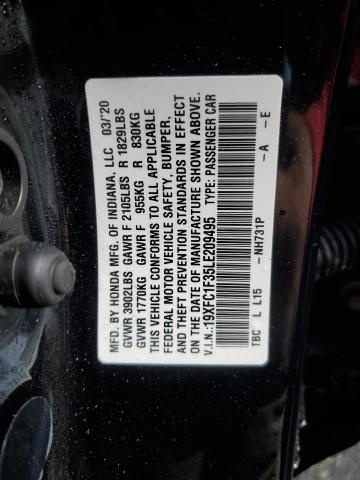 MFD. BY HONDA MFG. OF INDIANA, LLC 03/'20
GVWR 3902LBS GAWR F 2105LBS R 1829LBS
GVWR 1770KG GAWR F 955KG R 830KG
THIS VEHICLE CONFORMS TO ALL APPLICABLE
FEDERAL MOTOR VEHICLE SAFETY, BUMPER,
AND THEFT PREVENTION STANDARDS IN EFFECT
ON THE DATE OF MANUFACTURE SHOWN ABOVE.
V.I.N.:19XFC1F35LE209495 TYPE: PASSENGER CAR
TBC L L15 -NH731P -A -E